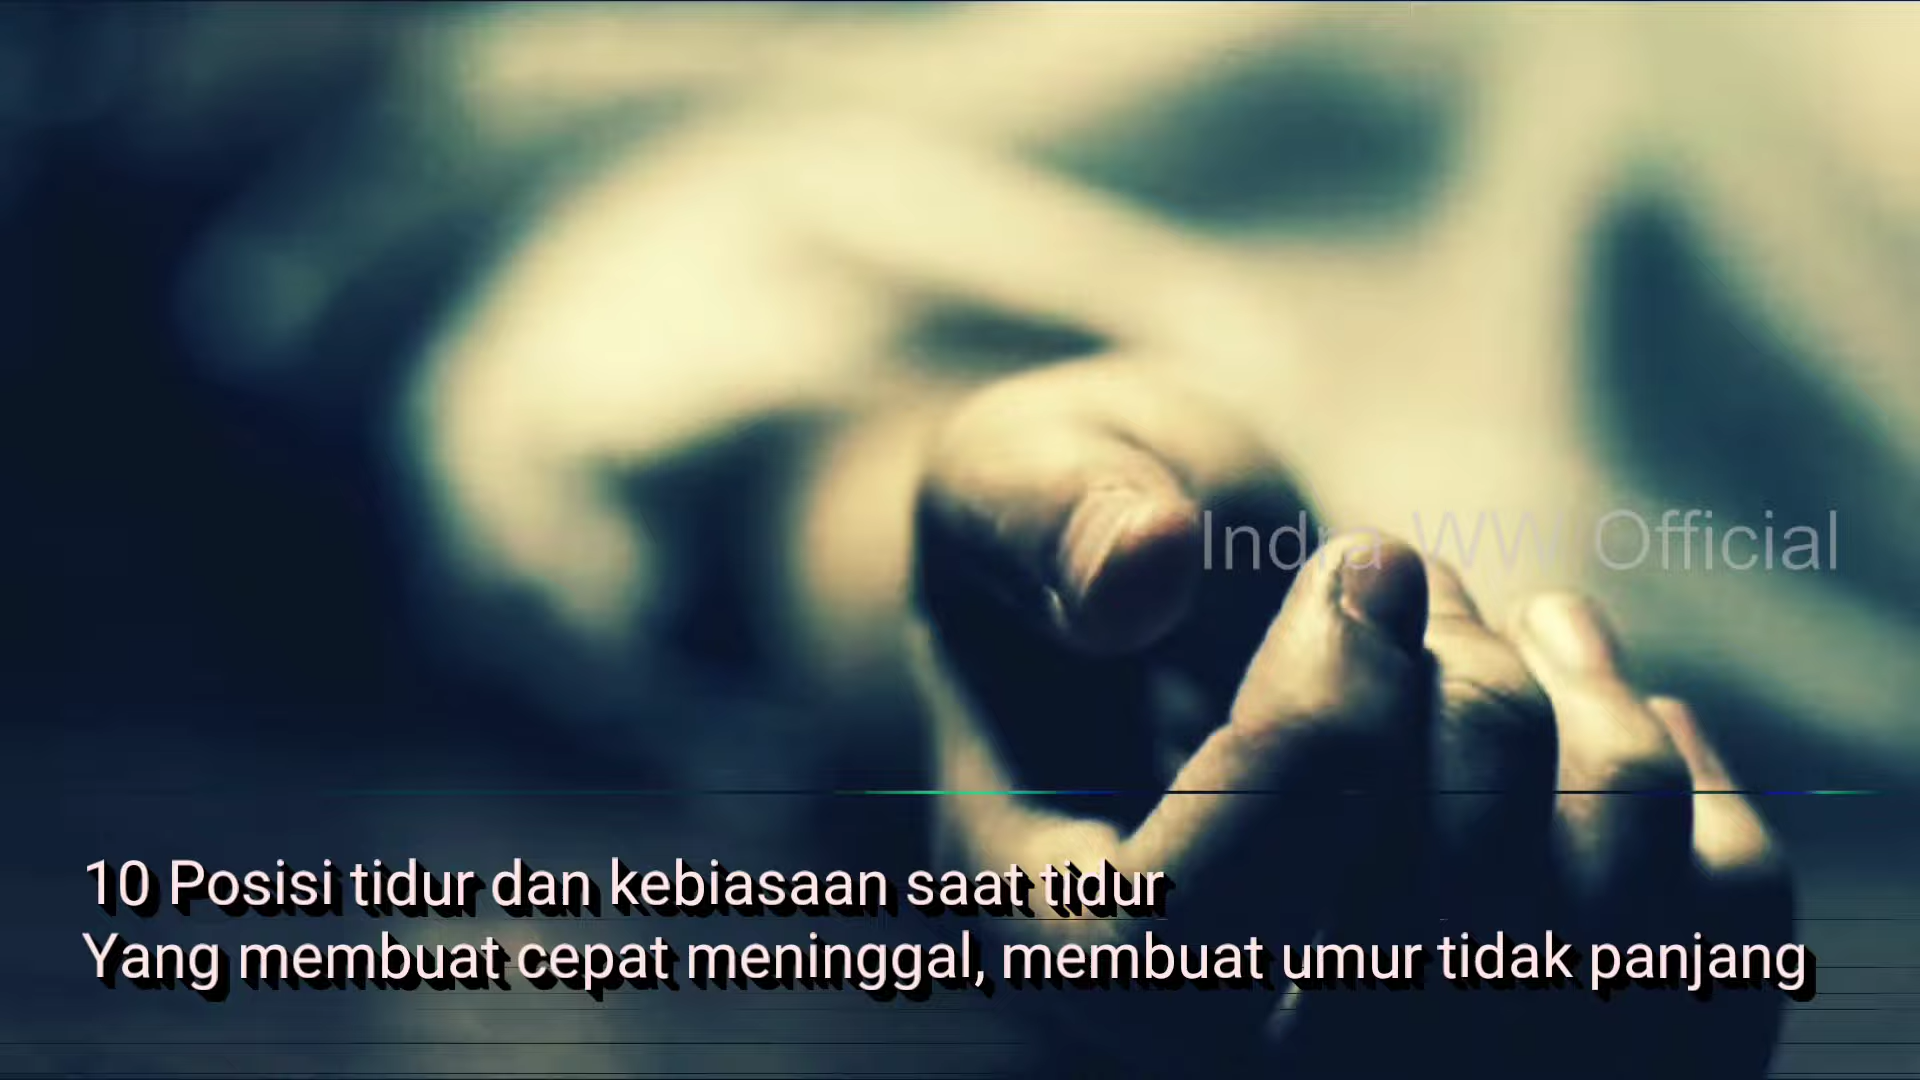 Indra WW Official
10 Posisi tidur dan kebiasaan saat tidur
Yang membuat cepat meninggal, membuat umur tidak panjang